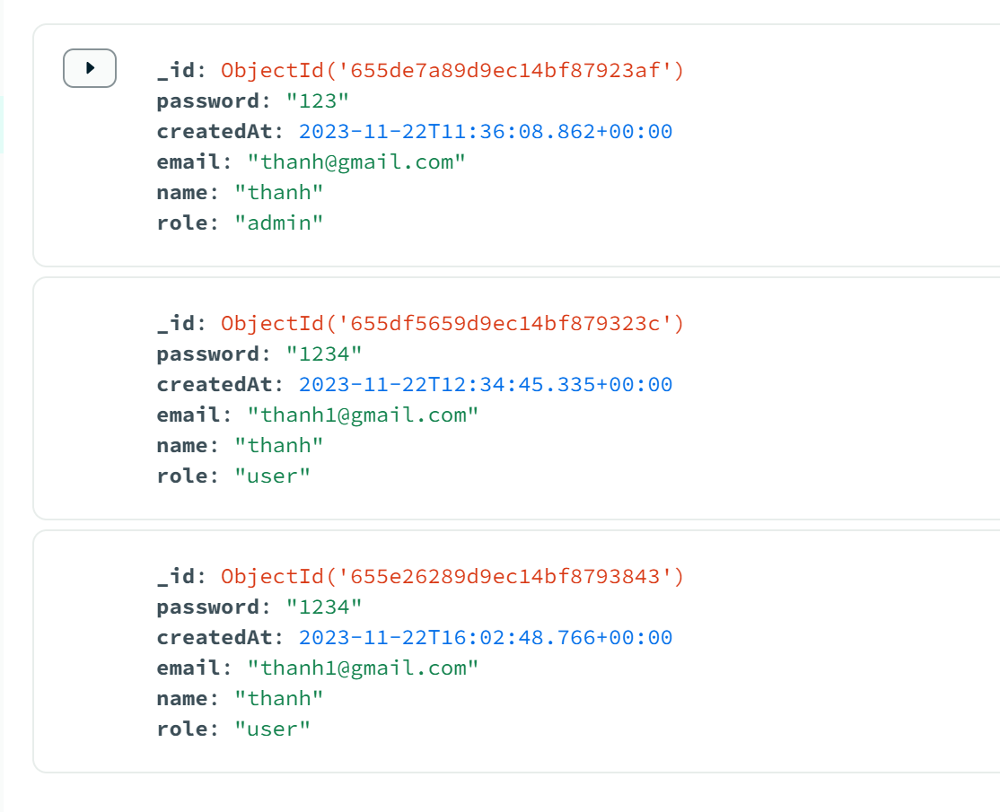 _id: ObjectId('655de7a89d9ec14bf87923af')
password: "123"
createdAt: 2023-11-22T11:36:08.862+00:00
email: "thanh@gmail.com"
name: "thanh"
role: "admin"
_id: ObjectId('655df5659d9ec14bf879323c')
password: "1234"
createdAt: 2023-11-22T12:34:45.335+00:00
email: "thanh1@gmail.com"
name: "thanh"
role: "user"
_id: ObjectId('655e26289d9ec14bf8793843')
password: "1234"
createdAt: 2023-11-22T16:02:48.766+00:00
email: "thanh1@gmail.com"
name: "thanh"
role: "user"